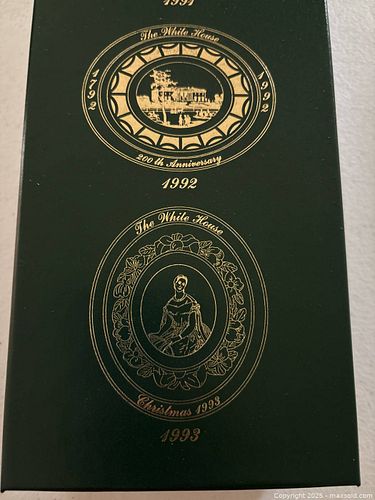 1991
The White House
1792
1992
200 th Anniversary
1992
The White House
Christmas 1993
1993
Copyright 2025 - maxsold.com